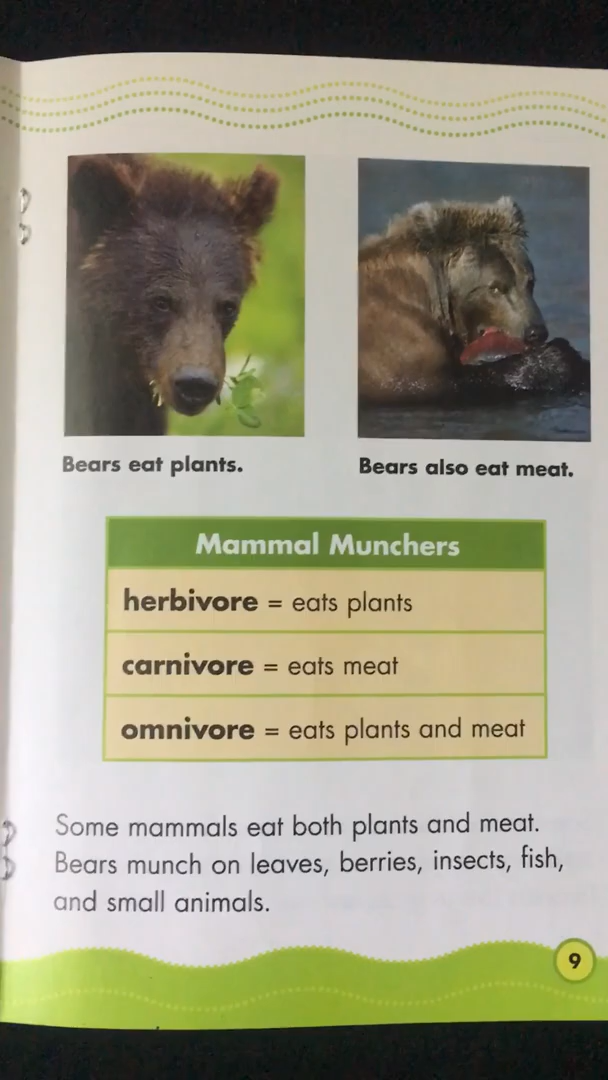 Bears eat plants.
Bears also eat meat.
Mammal Munchers
herbivore = eats plants
carnivore = eats meat
omnivore = eats plants and meat
Some mammals eat both plants and meat.
Bears munch on leaves, berries, insects, fish,
and small animals.
9